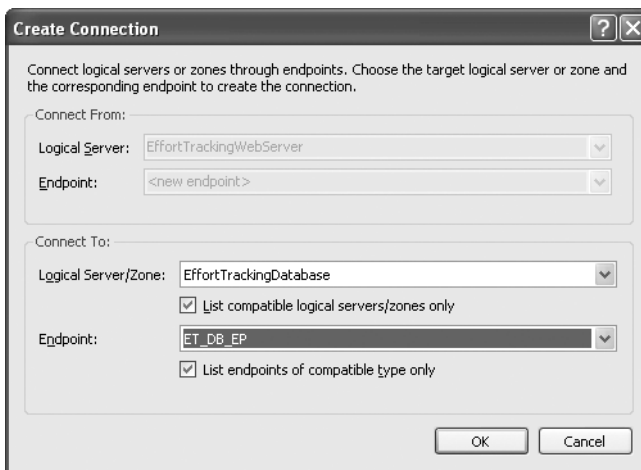 Create Connection
Connect logical servers or zones through endpoints. Choose the target logical server or zone and
the corresponding endpoint to create the connection.
Connect From:
Logical Server: EffortTrackingWebServer
Endpoint: <new endpoint>
Connect To:
Logical Server/Zone: EffortTrackingDatabase
List compatible logical servers/zones only
Endpoint: ET_DB_EP
List endpoints of compatible type only
OK Cancel